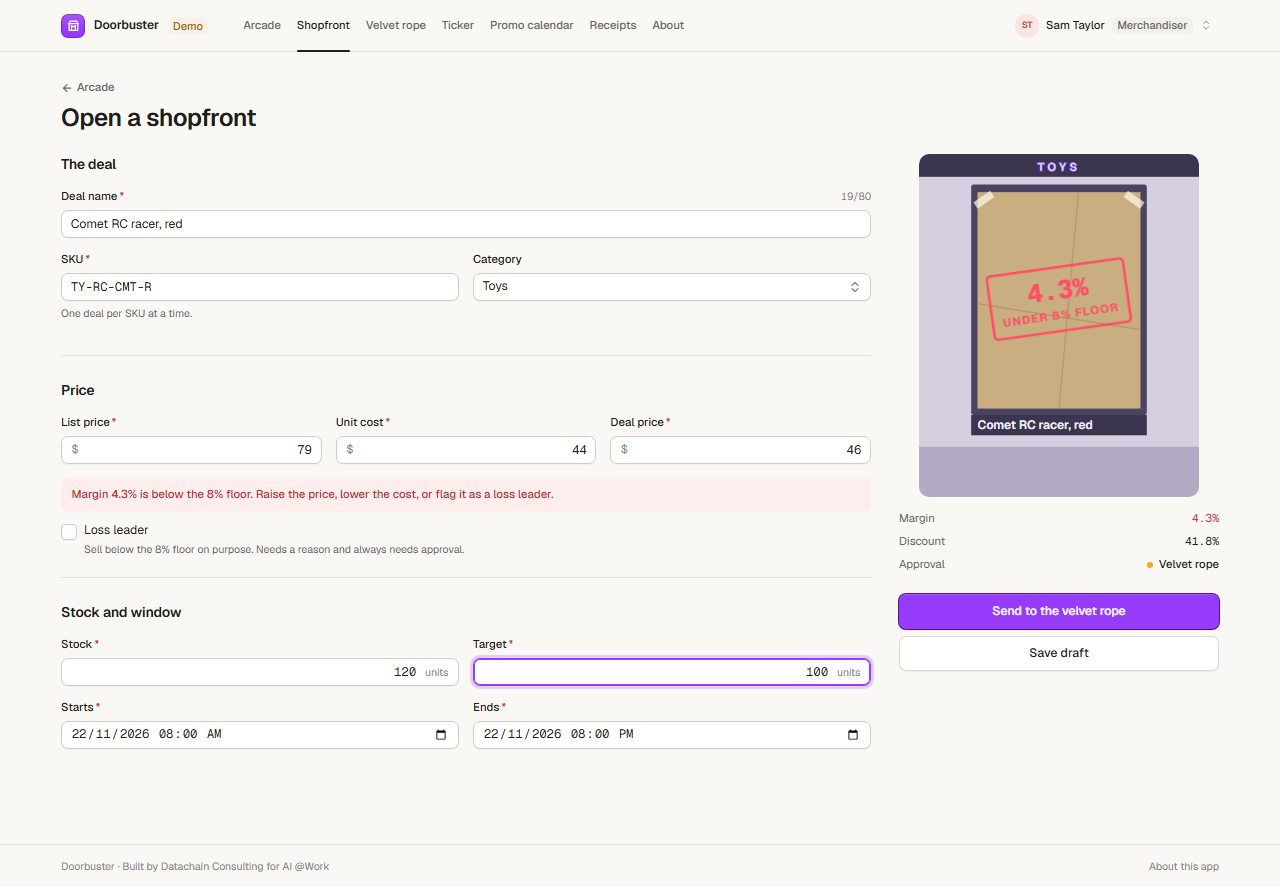 Doorbuster Demo Arcade Shopfront Velvet rope Ticker Promo calendar Receipts About ST Sam Taylor Merchandiser
← Arcade
Open a shopfront
The deal
Deal name * 19/80
Comet RC racer, red
SKU * Category
TY-RC-CMT-R Toys
One deal per SKU at a time.
Price
List price * Unit cost * Deal price *
$ 79 $ 44 $ 46
Margin 4.3% is below the 8% floor. Raise the price, lower the cost, or flag it as a loss leader.
Loss leader
Sell below the 8% floor on purpose. Needs a reason and always needs approval.
Stock and window
Stock * Target *
120 units 100 units
Starts * Ends *
22/11/2026 08:00 AM 22/11/2026 08:00 PM
TOYS
4.3%
UNDER 8% FLOOR
Comet RC racer, red
Margin 4.3%
Discount 41.8%
Approval Velvet rope
Send to the velvet rope
Save draft
Doorbuster · Built by Datachain Consulting for AI @Work About this app